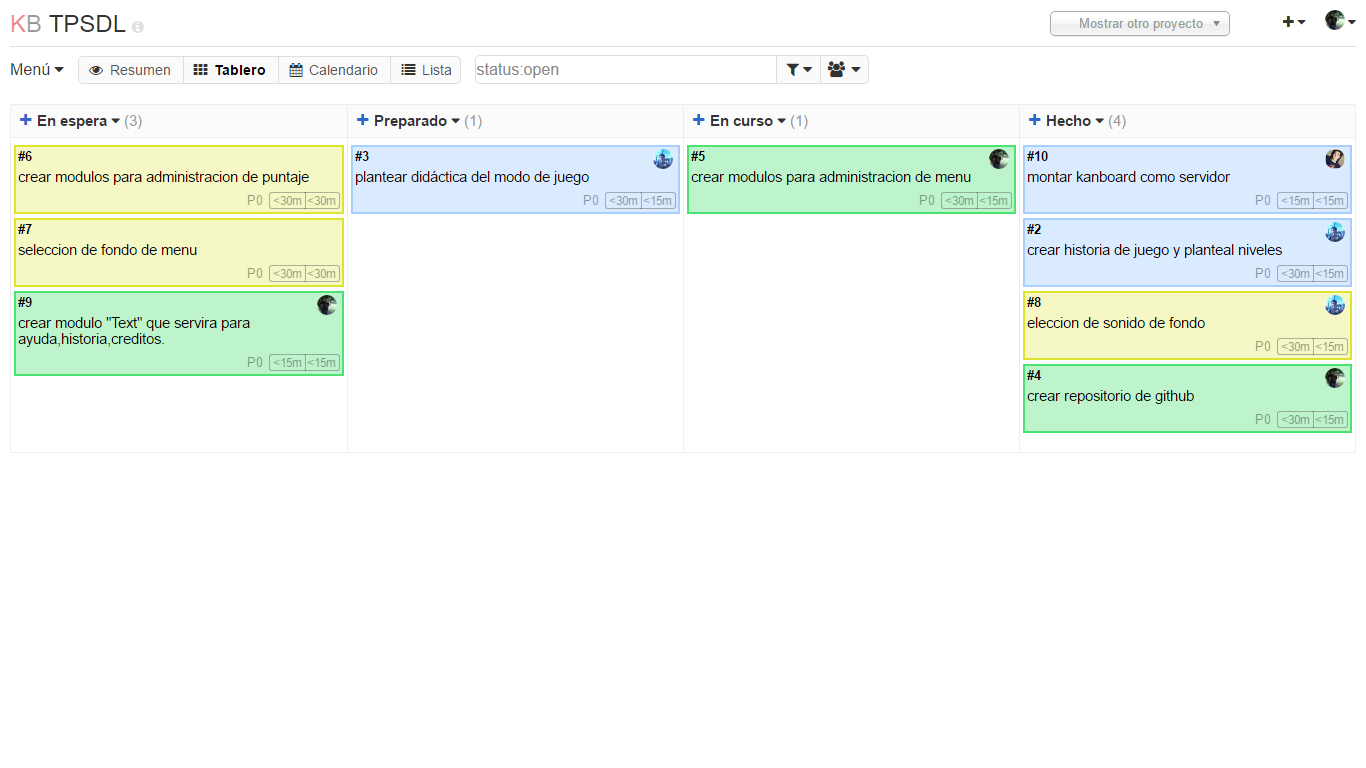 KB TPSDL
Mostrar otro proyecto
Menú Resumen Tablero Calendario Lista status:open
En espera (3)
#6
crear modulos para administracion de puntaje
P0 <30m <30m
#7
seleccion de fondo de menu
P0 <30m <30m
#9
crear modulo "Text" que servira para
ayuda,historia,creditos.
P0 <15m <15m
Preparado (1)
#3
plantear didáctica del modo de juego
P0 <30m <15m
En curso (1)
#5
crear modulos para administracion de menu
P0 <30m <15m
Hecho (4)
#10
montar kanboard como servidor
P0 <15m <15m
#2
crear historia de juego y planteal niveles
P0 <30m <15m
#8
eleccion de sonido de fondo
P0 <30m <15m
#4
crear repositorio de github
P0 <30m <15m